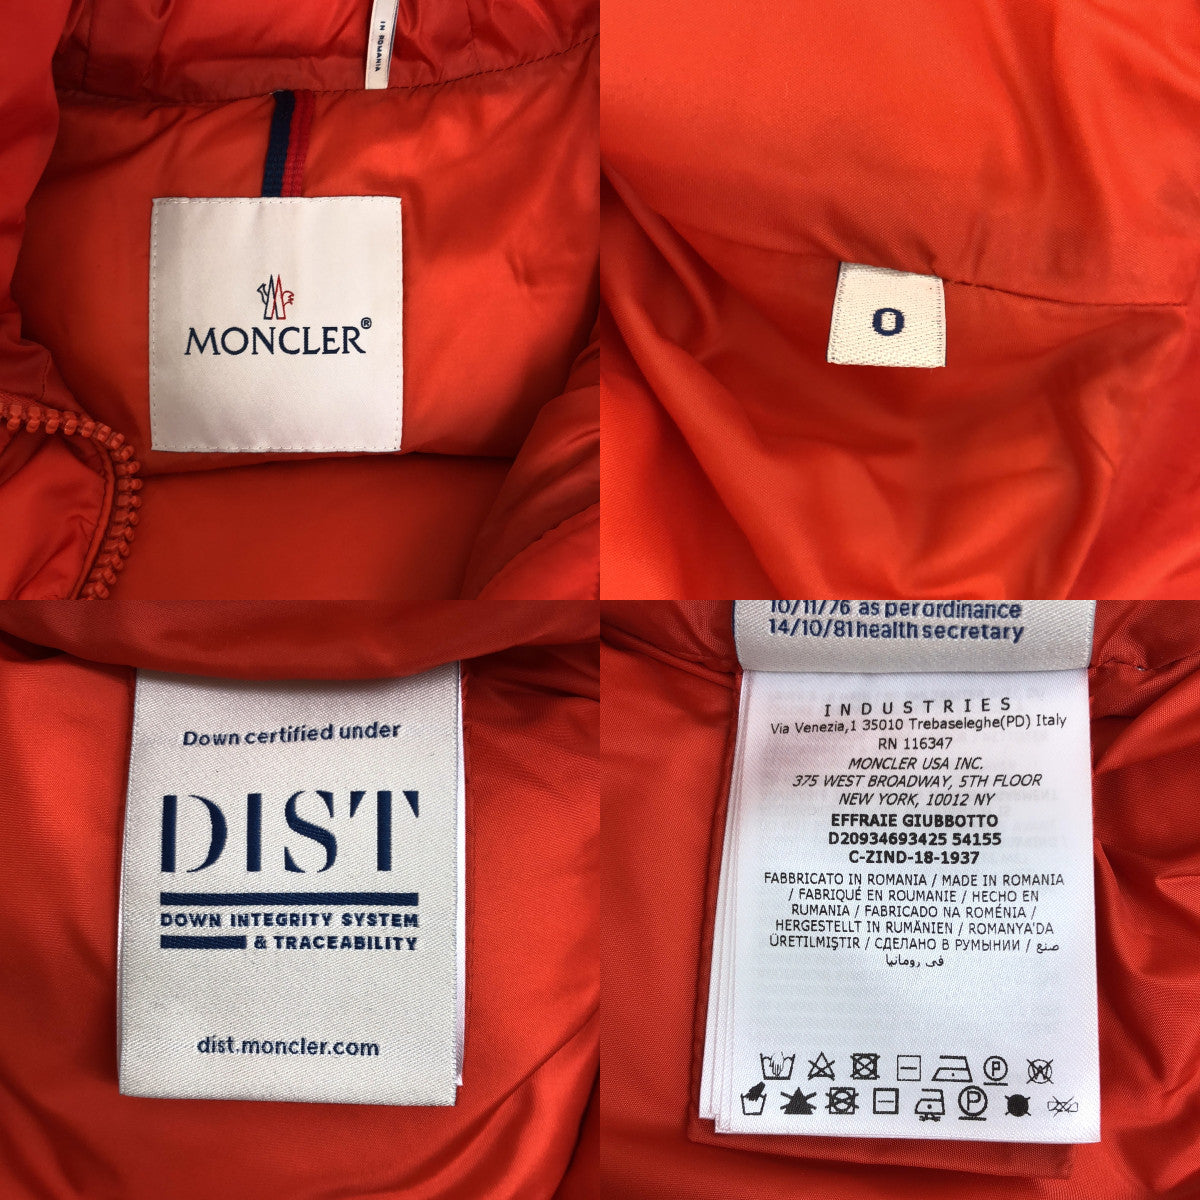 IN ROMANIA
MONCLER®
0
Down certified under
DIST
DOWN INTEGRITY SYSTEM
& TRACEABILITY
dist.moncler.com
10/11/76 as per ordinance
14/10/81 health secretary
INDUSTRIES
Via Venezia,1 35010 Trebaseleghe(PD) Italy
RN 116347
MONCLER USA INC.
375 WEST BROADWAY, 5TH FLOOR
NEW YORK, 10012 NY
EFFRAIE GIUBBOTTO
D20934693425 54155
C-ZIND-18-1937
FABBRICATO IN ROMANIA / MADE IN ROMANIA
/ FABRIQUÉ EN ROUMANIE / HECHO EN
RUMANIA / FABRICADO NA ROMÉNIA /
HERGESTELLT IN RUMÄNIEN / ROMANYA'DA
ÜRETILMIŞTIR / СДЕЛАНО В РУМЫНИИ / صنع
في رومانيا
P
P